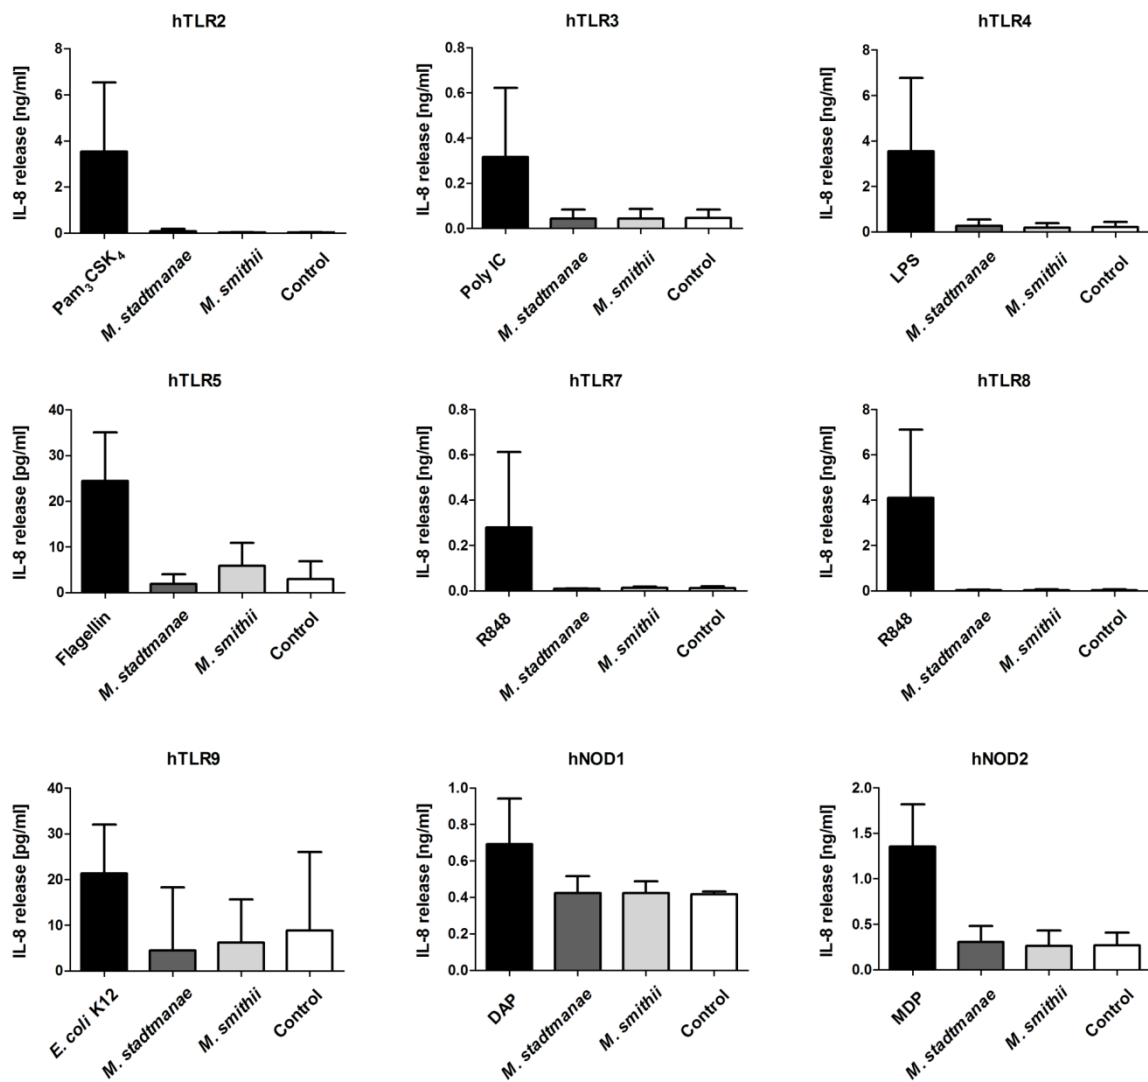 hTLR2
IL-8 release [ng/ml]
8
6
4
2
0
Pam3CSK4
M. stadtmanae
M. smithii
Control
hTLR3
IL-8 release [ng/ml]
0.8
0.6
0.4
0.2
0.0
Poly IC
M. stadtmanae
M. smithii
Control
hTLR4
IL-8 release [ng/ml]
8
6
4
2
0
LPS
M. stadtmanae
M. smithii
Control
hTLR5
IL-8 release [pg/ml]
40
30
20
10
0
Flagellin
M. stadtmanae
M. smithii
Control
hTLR7
IL-8 release [ng/ml]
0.8
0.6
0.4
0.2
0.0
R848
M. stadtmanae
M. smithii
Control
hTLR8
IL-8 release [ng/ml]
8
6
4
2
0
R848
M. stadtmanae
M. smithii
Control
hTLR9
IL-8 release [pg/ml]
40
30
20
10
0
E. coli K12
M. stadtmanae
M. smithii
Control
hNOD1
IL-8 release [ng/ml]
1.0
0.8
0.6
0.4
0.2
0.0
DAP
M. stadtmanae
M. smithii
Control
hNOD2
IL-8 release [ng/ml]
2.0
1.5
1.0
0.5
0.0
MDP
M. stadtmanae
M. smithii
Control